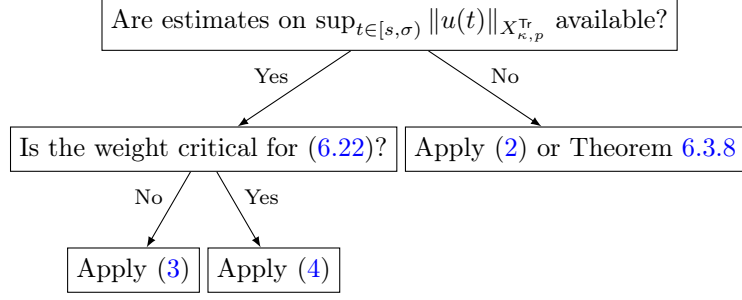 Are estimates on sup_{t∈[s,σ)} ‖u(t)‖_{X^{Tr}_{κ,p}} available?
Yes
No
Is the weight critical for (6.22)?
Apply (2) or Theorem 6.3.8
No
Yes
Apply (3)
Apply (4)